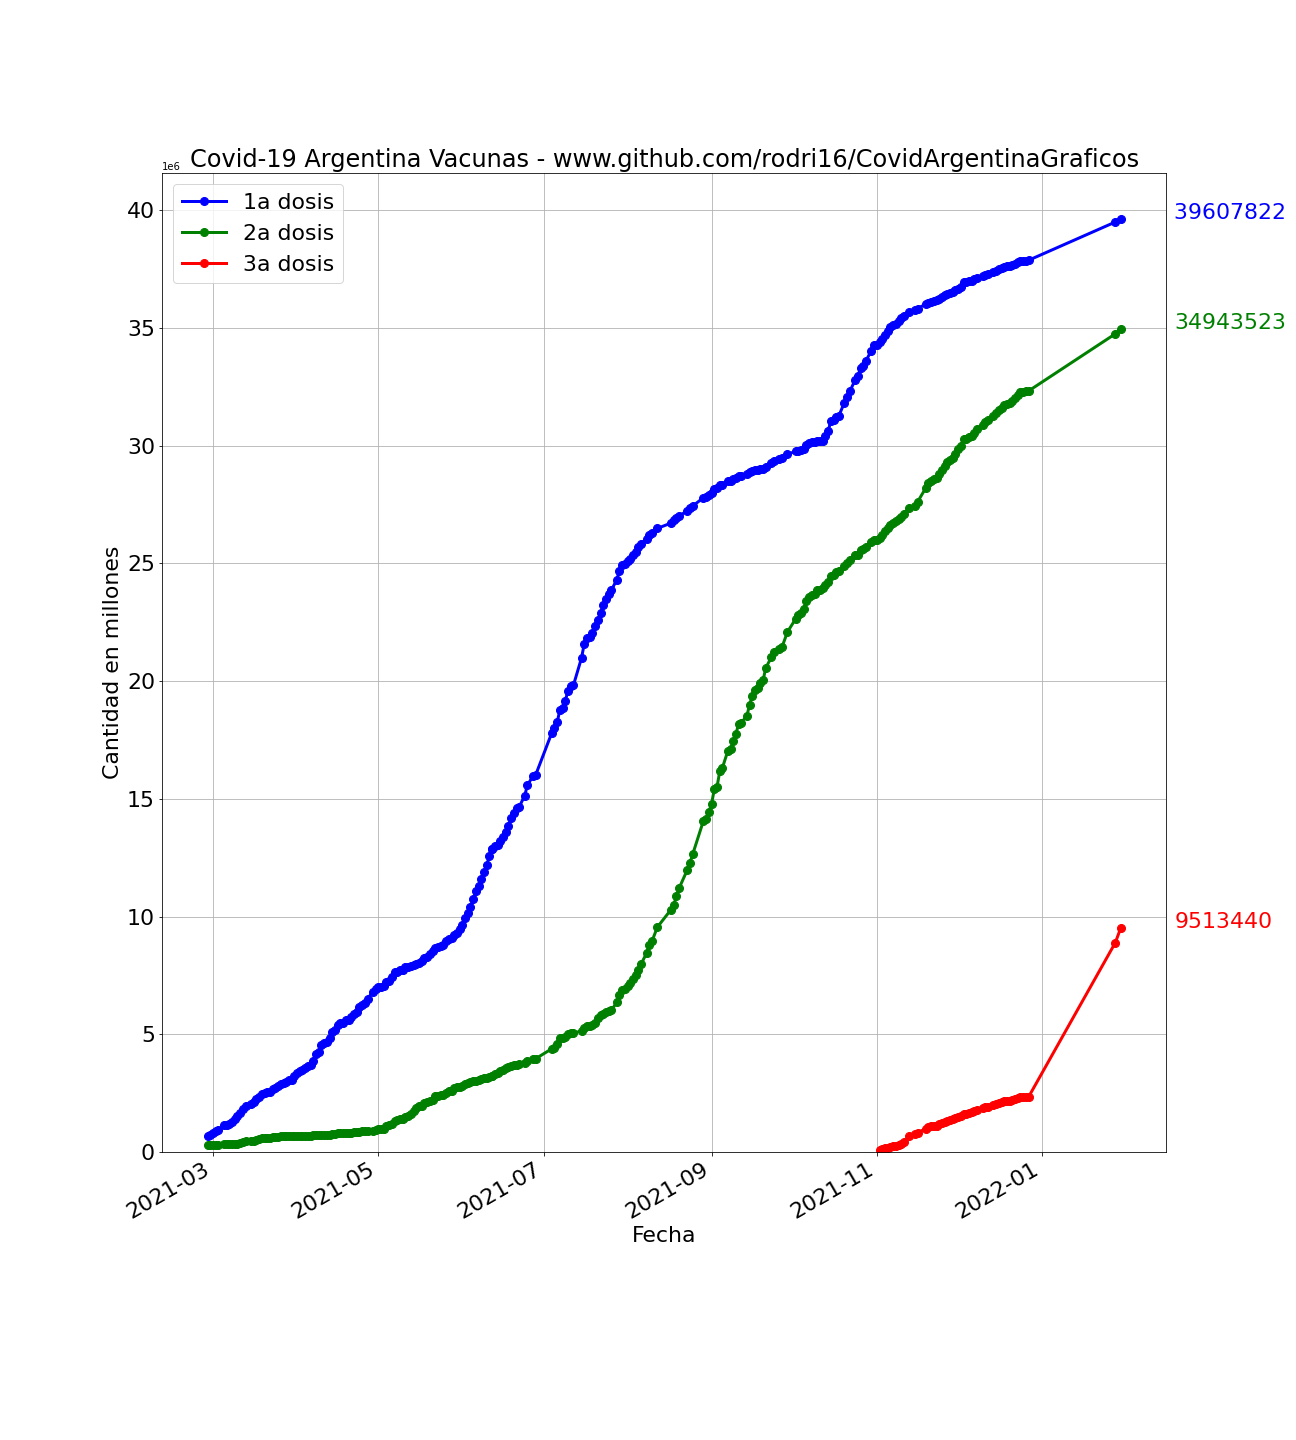 Covid-19 Argentina Vacunas - www.github.com/rodri16/CovidArgentinaGraficos
1e6
1a dosis
2a dosis
3a dosis
40
35
30
25
20
15
10
5
0
Cantidad en millones
39607822
34943523
9513440
2021-03
2021-05
2021-07
2021-09
2021-11
2022-01
Fecha